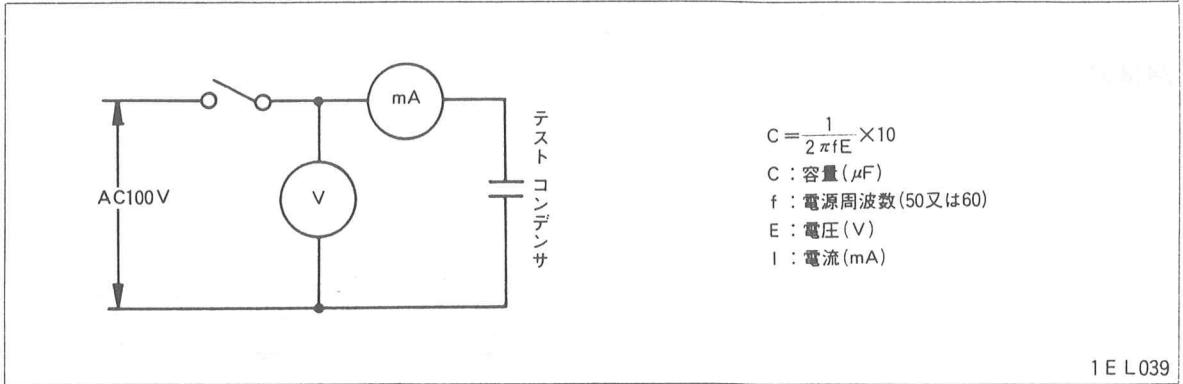 mA
AC100V
V
テスト コンデンサ
C=1/2πfE×10
C：容量(μF)
f：電源周波数(50又は60)
E：電圧(V)
I：電流(mA)
1EL039